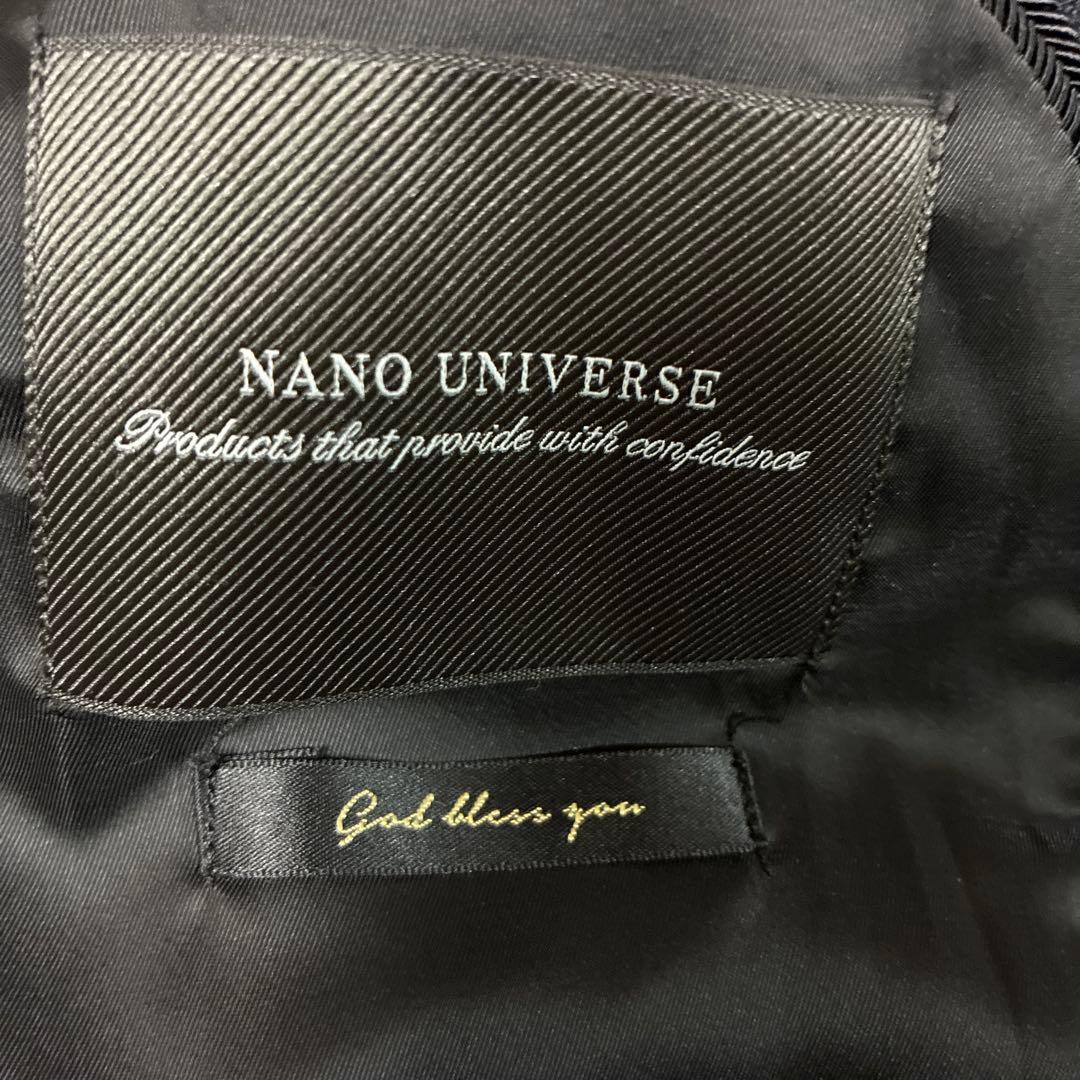 NANO UNIVERSE
Products that provide with confidence
God bless you